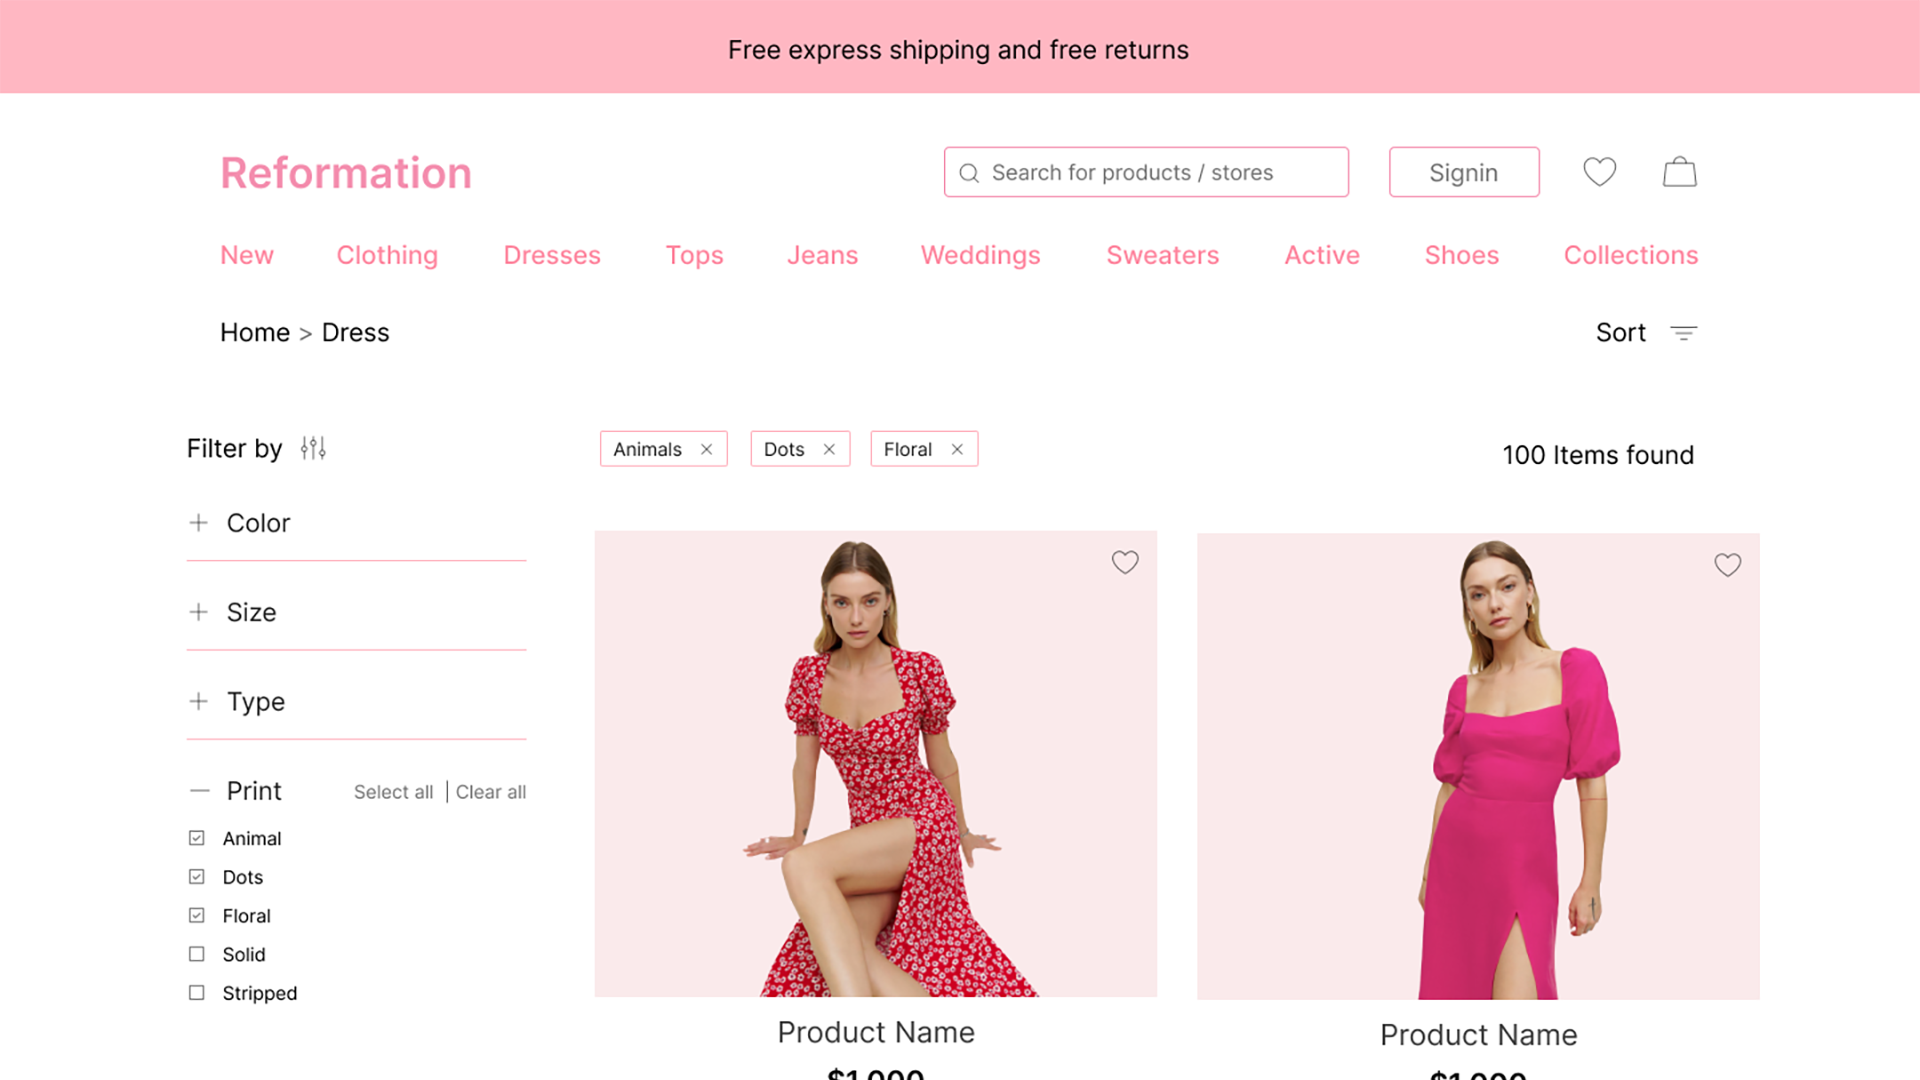 Free express shipping and free returns
Reformation
Search for products / stores
Signin
New Clothing Dresses Tops Jeans Weddings Sweaters Active Shoes Collections
Home > Dress
Sort
Filter by
Animals
Dots
Floral
100 Items found
Color
Size
Type
Print
Select all | Clear all
Animal
Dots
Floral
Solid
Stripped
Product Name
Product Name